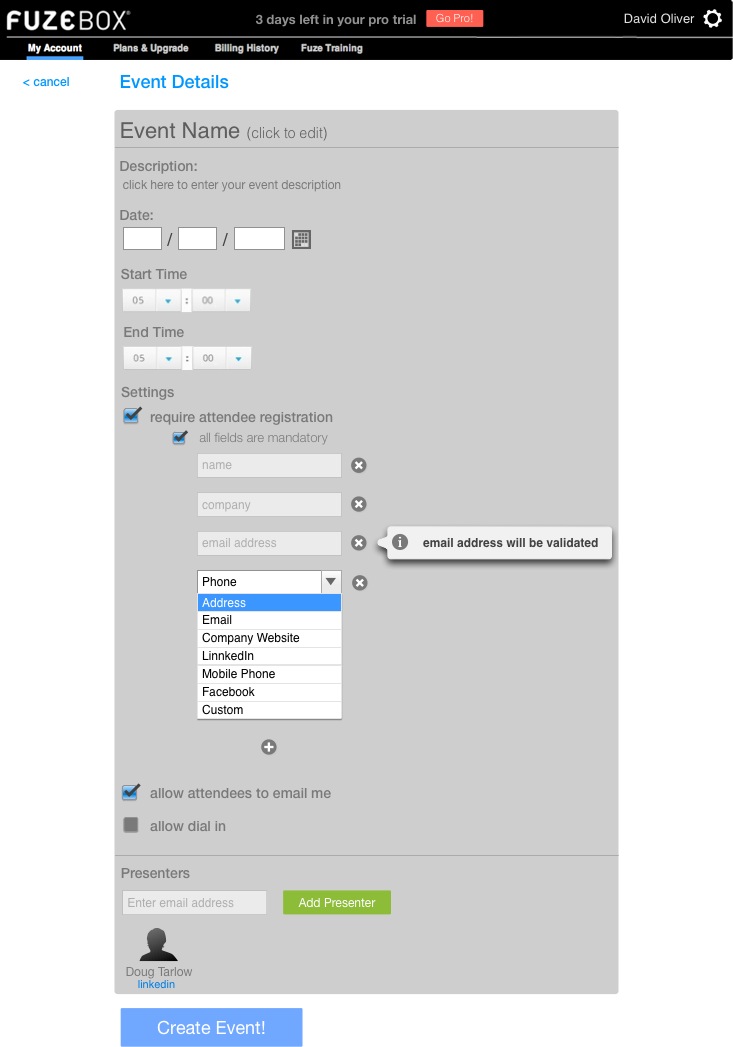 FUZEBOX®
3 days left in your pro trial Go Pro! David Oliver
My Account Plans & Upgrade Billing History Fuze Training
< cancel Event Details
Event Name (click to edit)
Description:
click here to enter your event description
Date:
/ /
Start Time
05 : 00
End Time
05 : 00
Settings
require attendee registration
all fields are mandatory
name
company
email address email address will be validated
Phone
Address
Email
Company Website
LinnkedIn
Mobile Phone
Facebook
Custom
allow attendees to email me
allow dial in
Presenters
Enter email address Add Presenter
Doug Tarlow
linkedin
Create Event!